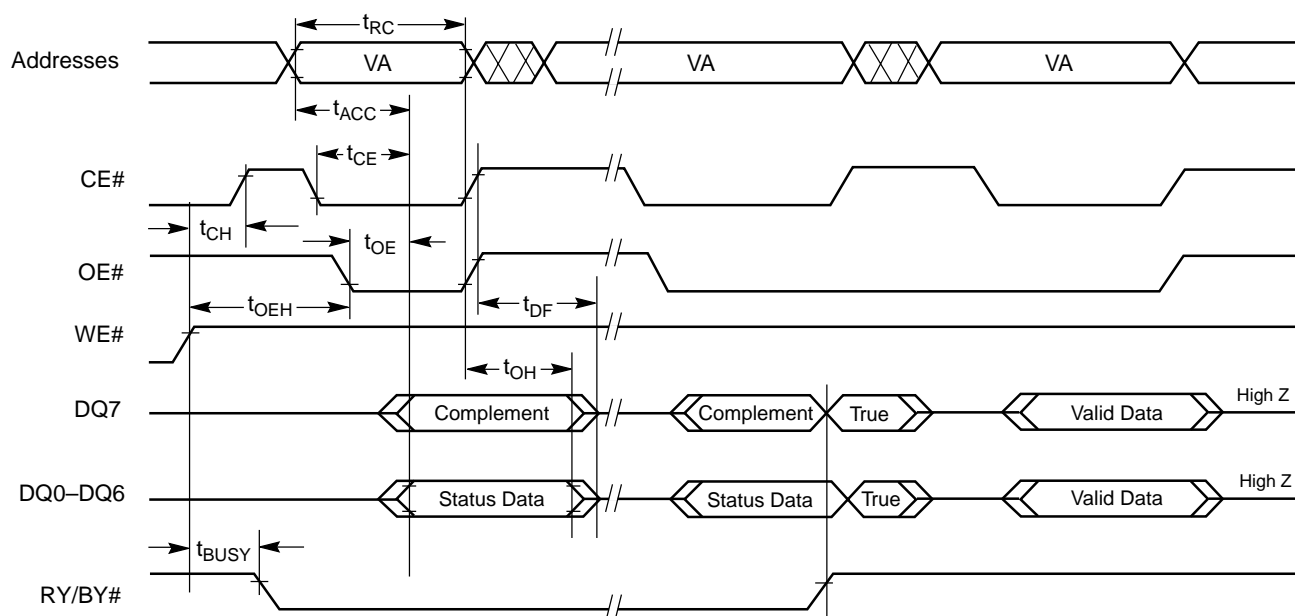 tRC
Addresses VA VA VA
tACC
tCE
CE#
tCH
tOE
OE#
tOEH tDF
WE#
tOH
DQ7 Complement Complement True Valid Data High Z
DQ0–DQ6 Status Data Status Data True Valid Data High Z
tBUSY
RY/BY#